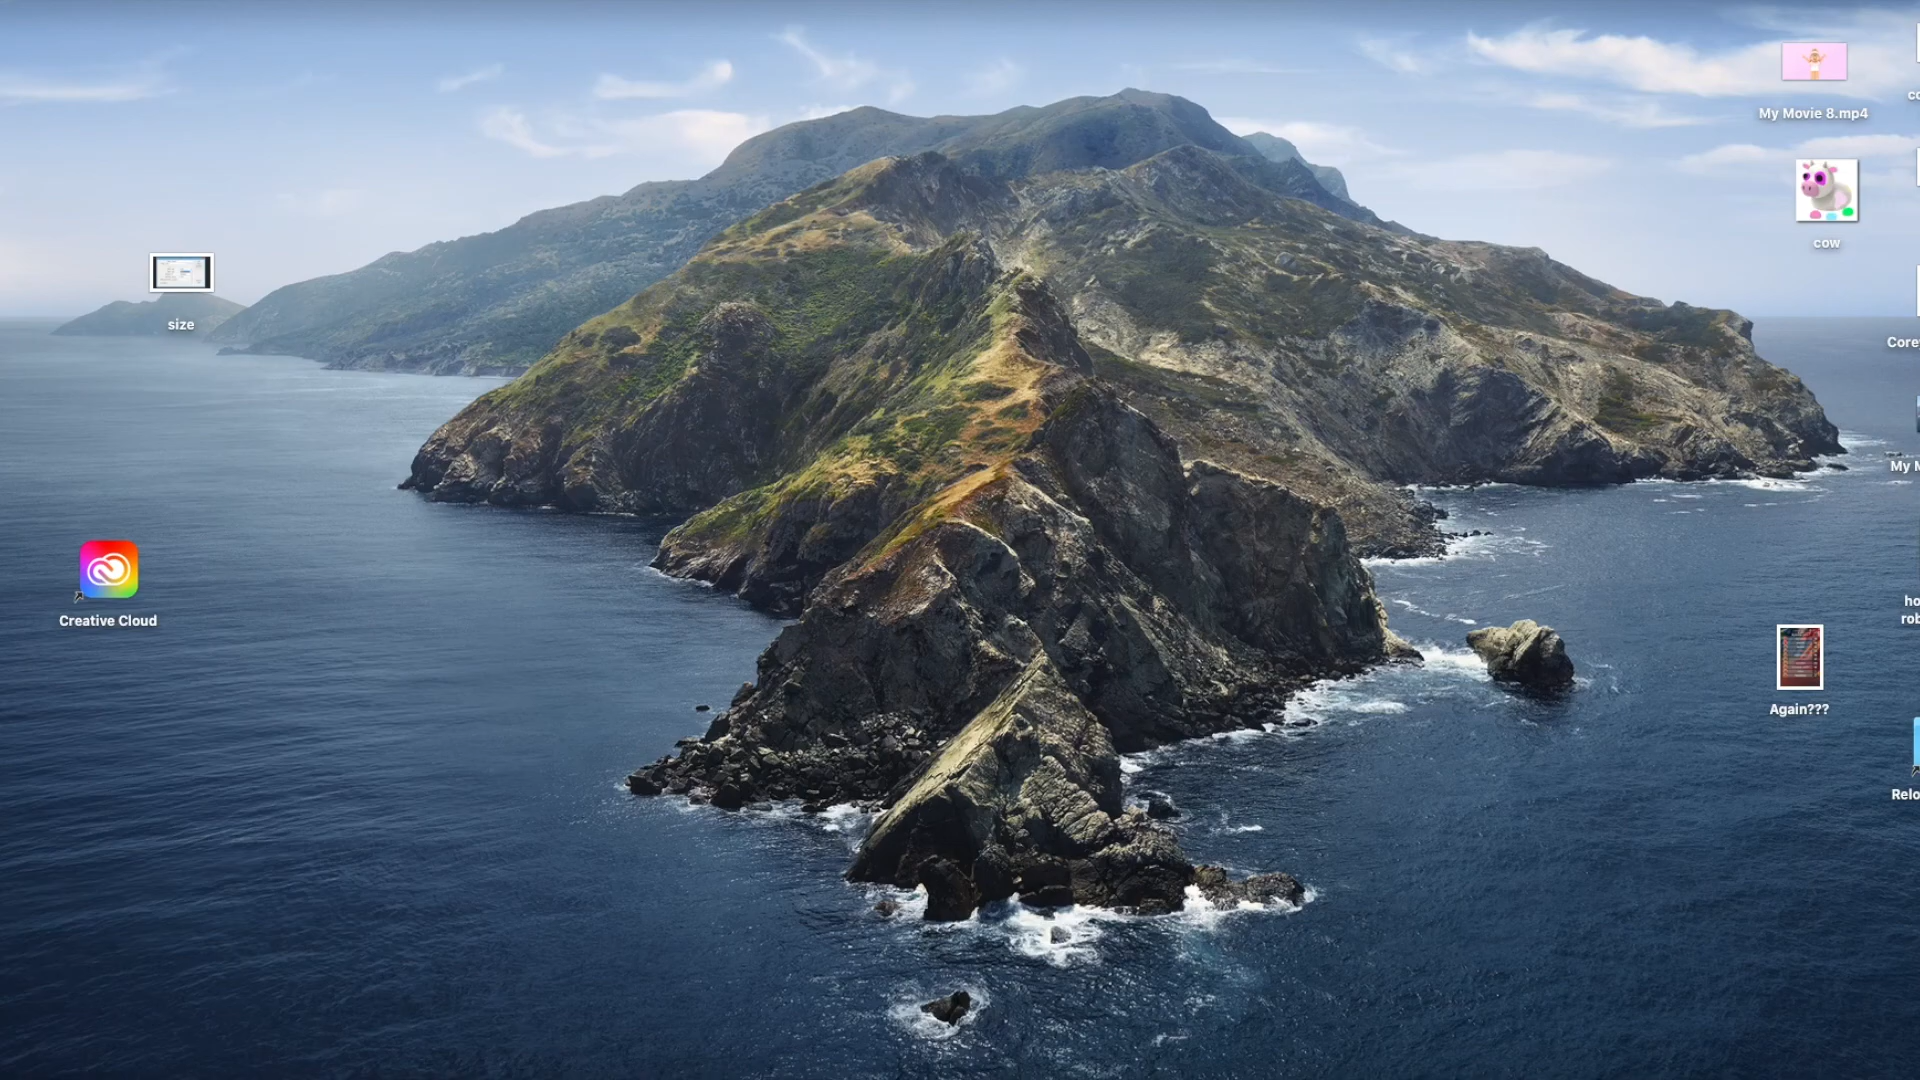 My Movie 8.mp4
cow
size
Core
My M
Creative Cloud
ho
rob
Again???
Relo